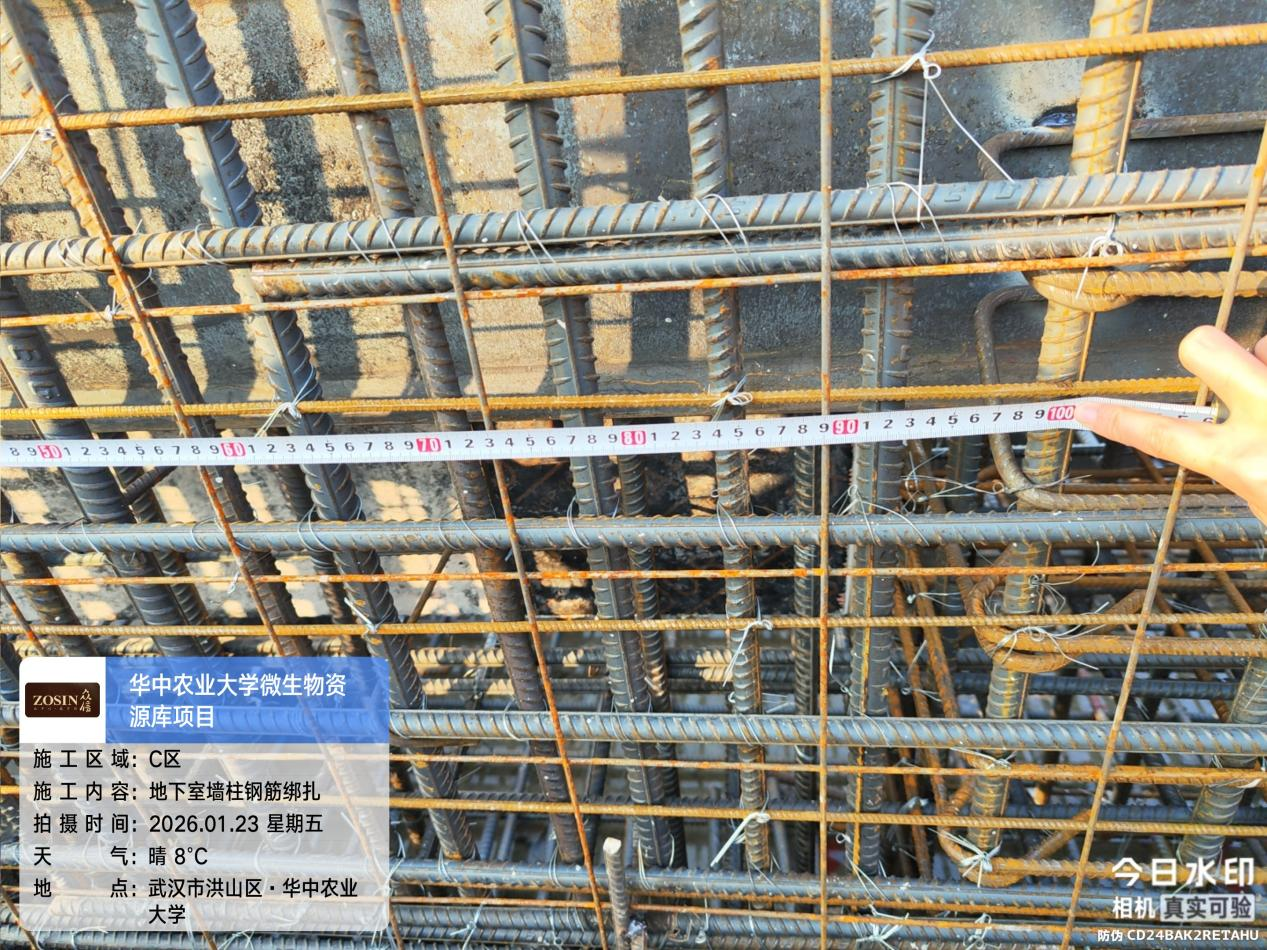 8 9 50 1 2 3 4 5 6 7 8 9 60 1 2 3 4 5 6 7 8 9 70 1 2 3 4 5 6 7 8 9 80 1 2 3 4 5 6 7 8 9 90 1 2 3 4 5 6 7 8 9 100
ZOSIN 众信
华中农业大学微生物资
源库项目
施工区域：C区
施工内容：地下室墙柱钢筋绑扎
拍摄时间：2026.01.23 星期五
天气：晴 8℃
地点：武汉市洪山区·华中农业
大学
今日水印
相机 真实可验
防伪 CD24BAK2RETAHU